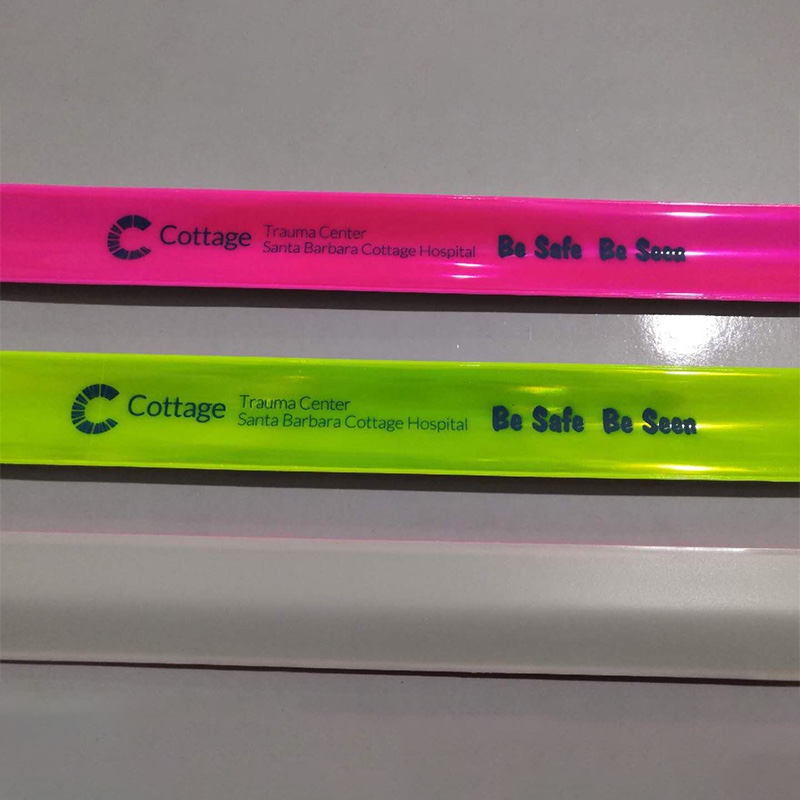 Cottage
Trauma Center
Santa Barbara Cottage Hospital
Be Safe Be Seen
Cottage
Trauma Center
Santa Barbara Cottage Hospital
Be Safe Be Seen